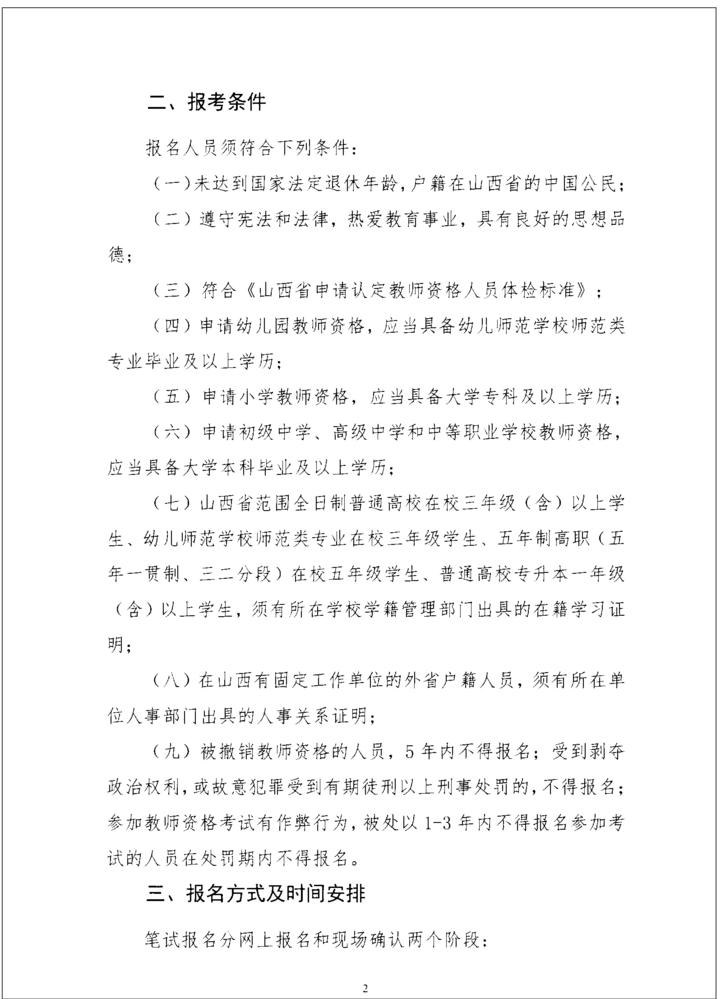 二、报考条件
报名人员须符合下列条件：
（一）未达到国家法定退休年龄，户籍在山西省的中国公民；
（二）遵守宪法和法律，热爱教育事业，具有良好的思想品
德；
（三）符合《山西省申请认定教师资格人员体检标准》；
（四）申请幼儿园教师资格，应当具备幼儿师范学校师范类
专业毕业及以上学历；
（五）申请小学教师资格，应当具备大学专科及以上学历；
（六）申请初级中学、高级中学和中等职业学校教师资格，
应当具备大学本科毕业及以上学历；
（七）山西省范围全日制普通高校在校三年级（含）以上学
生、幼儿师范学校师范类专业在校三年级学生、五年制高职（五
年一贯制、三二分段）在校五年级学生、普通高校专升本一年级
（含）以上学生，须有所在学校学籍管理部门出具的在籍学习证
明；
（八）在山西有固定工作单位的外省户籍人员，须有所在单
位人事部门出具的人事关系证明；
（九）被撤销教师资格的人员，5年内不得报名；受到剥夺
政治权利，或故意犯罪受到有期徒刑以上刑事处罚的，不得报名；
参加教师资格考试有作弊行为，被处以1-3年内不得报名参加考
试的人员在处罚期内不得报名。
三、报名方式及时间安排
笔试报名分网上报名和现场确认两个阶段：
2